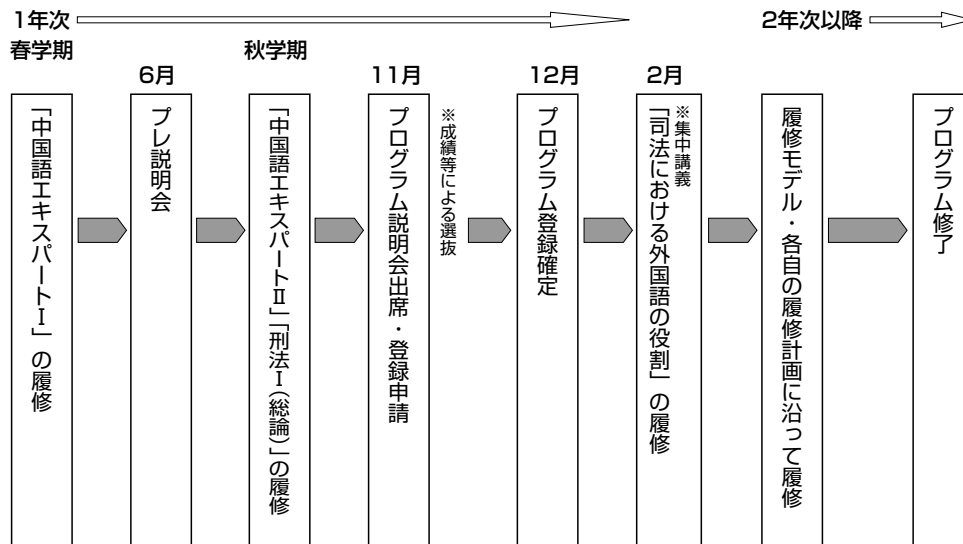 1年次
2年次以降
春学期
秋学期
6月
11月
12月
2月
「中国語エキスパートⅠ」の履修
プレ説明会
「中国語エキスパートⅡ」「刑法Ⅰ(総論)」の履修
プログラム説明会出席・登録申請
※成績等による選抜
プログラム登録確定
※集中講義
「司法における外国語の役割」の履修
履修モデル・各自の履修計画に沿って履修
プログラム修了